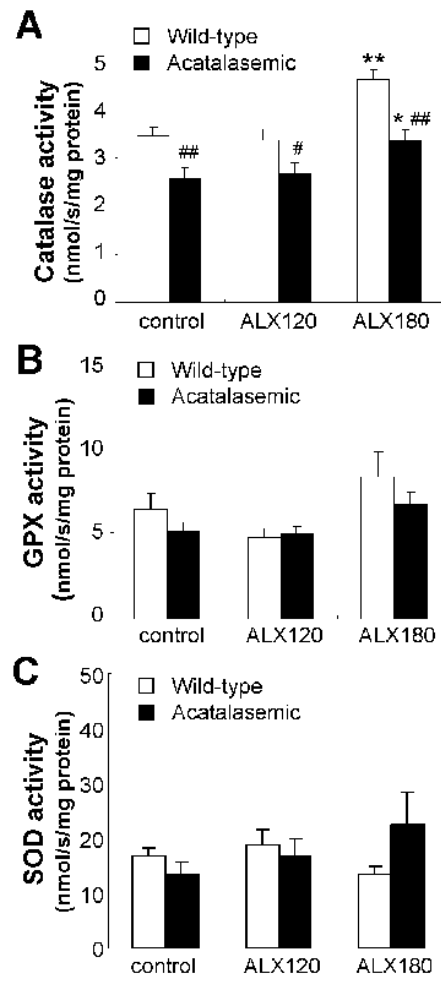 A
Wild-type
Acatalasemic
Catalase activity
(nmol/s/mg protein)
5
4
3
2
1
0
##
#
**
* ##
control ALX120 ALX180
B
Wild-type
Acatalasemic
GPX activity
(nmol/s/mg protein)
15
10
5
0
control ALX120 ALX180
C
Wild-type
Acatalasemic
SOD activity
(nmol/s/mg protein)
50
40
30
20
10
0
control ALX120 ALX180